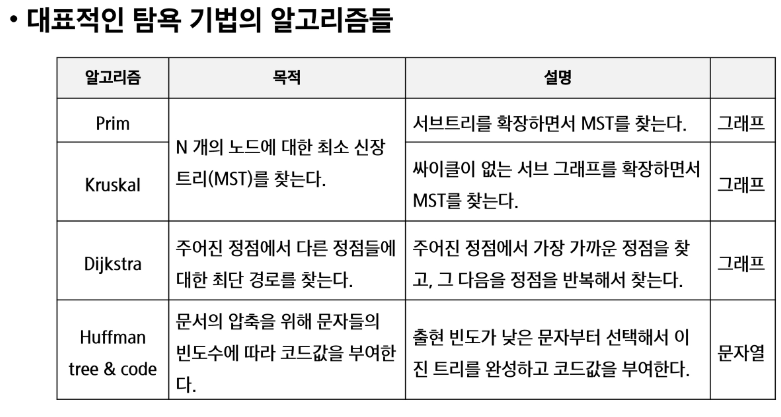 • 대표적인 탐욕 기법의 알고리즘들
알고리즘 목적 설명
Prim
N 개의 노드에 대한 최소 신장
트리(MST)를 찾는다.
서브트리를 확장하면서 MST를 찾는다.
그래프
Kruskal
싸이클이 없는 서브 그래프를 확장하면서
MST를 찾는다.
그래프
Dijkstra
주어진 정점에서 다른 정점들에
대한 최단 경로를 찾는다.
주어진 정점에서 가장 가까운 정점을 찾
고, 그 다음을 정점을 반복해서 찾는다.
그래프
Huffman
tree & code
문서의 압축을 위해 문자들의
빈도수에 따라 코드값을 부여한
다.
출현 빈도가 낮은 문자부터 선택해서 이
진 트리를 완성하고 코드값을 부여한다.
문자열